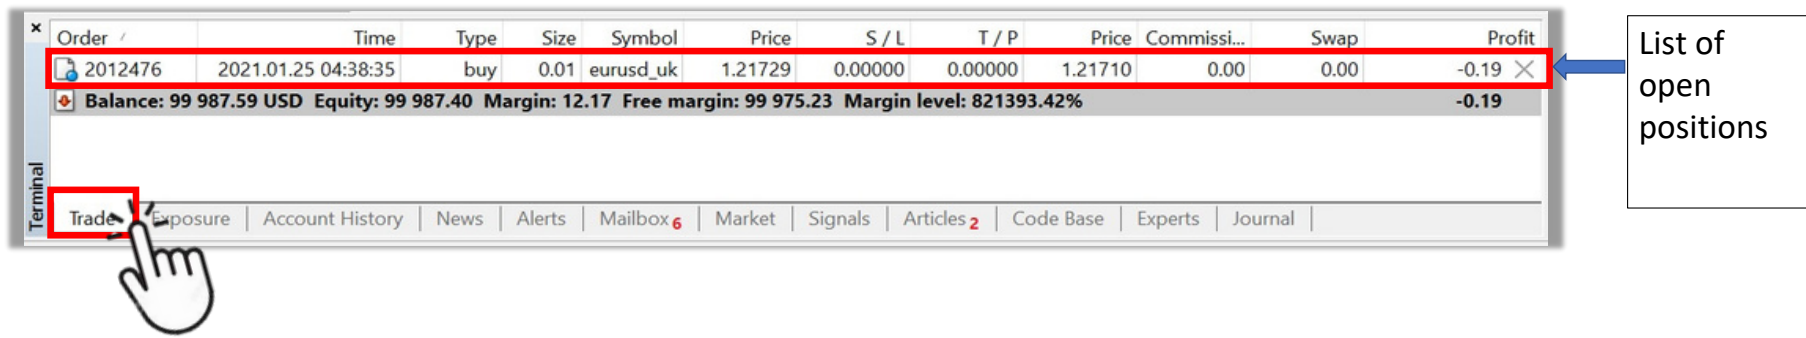 Order / Time Type Size Symbol Price S / L T / P Price Commissi... Swap Profit
2012476 2021.01.25 04:38:35 buy 0.01 eurusd_uk 1.21729 0.00000 0.00000 1.21710 0.00 0.00 -0.19
Balance: 99 987.59 USD Equity: 99 987.40 Margin: 12.17 Free margin: 99 975.23 Margin level: 821393.42% -0.19
Terminal
Trade Exposure Account History News Alerts Mailbox 6 Market Signals Articles 2 Code Base Experts Journal
List of
open
positions